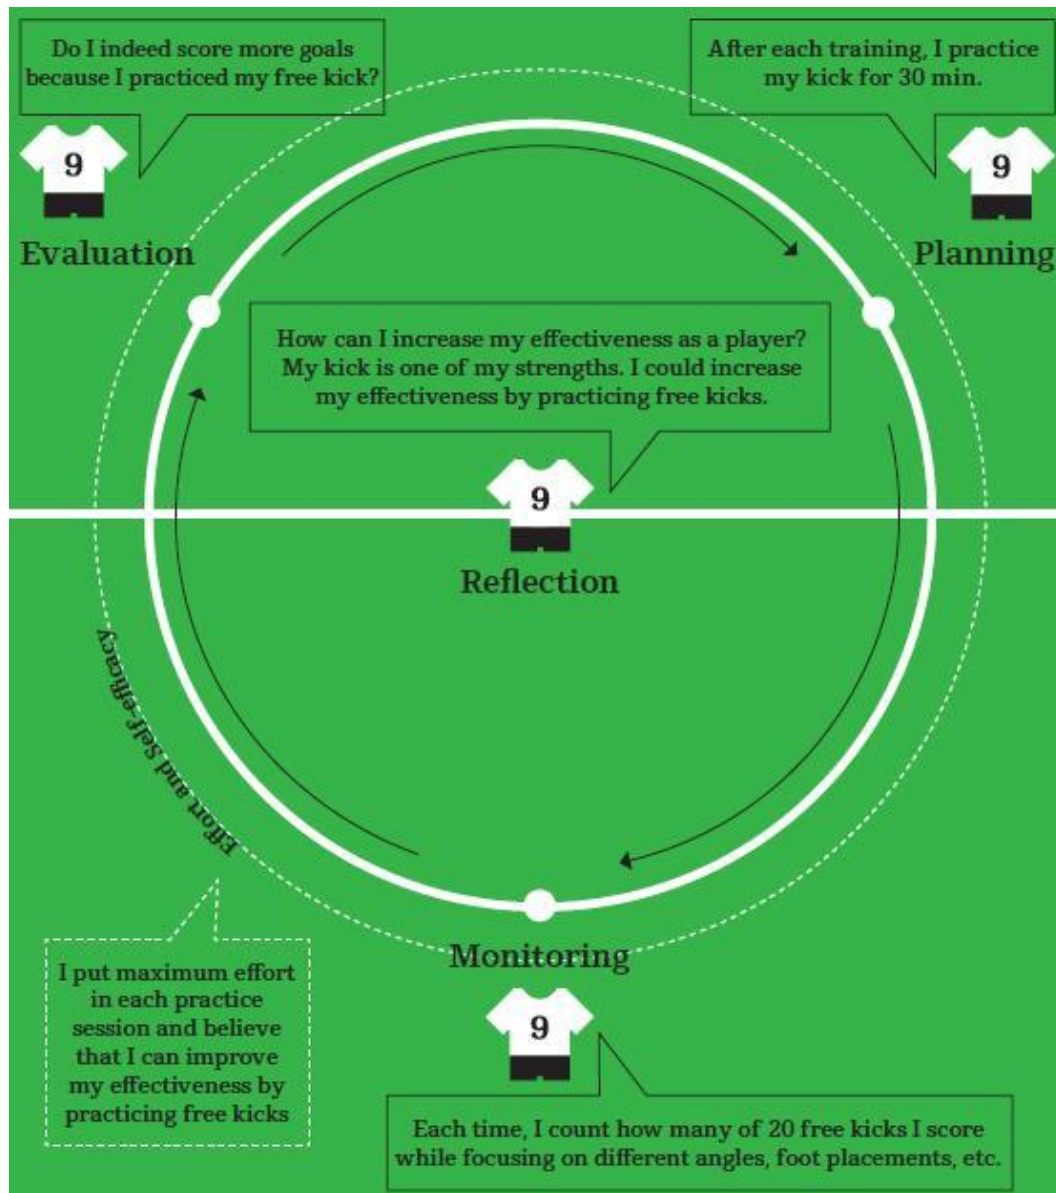 Do I indeed score more goals
because I practiced my free kick?
9
Evaluation
After each training, I practice
my kick for 30 min.
9
Planning
How can I increase my effectiveness as a player?
My kick is one of my strengths. I could increase
my effectiveness by practicing free kicks.
9
Reflection
Effort and Self-efficacy
I put maximum effort
in each practice
session and believe
that I can improve
my effectiveness by
practicing free kicks
Monitoring
9
Each time, I count how many of 20 free kicks I score
while focusing on different angles, foot placements, etc.